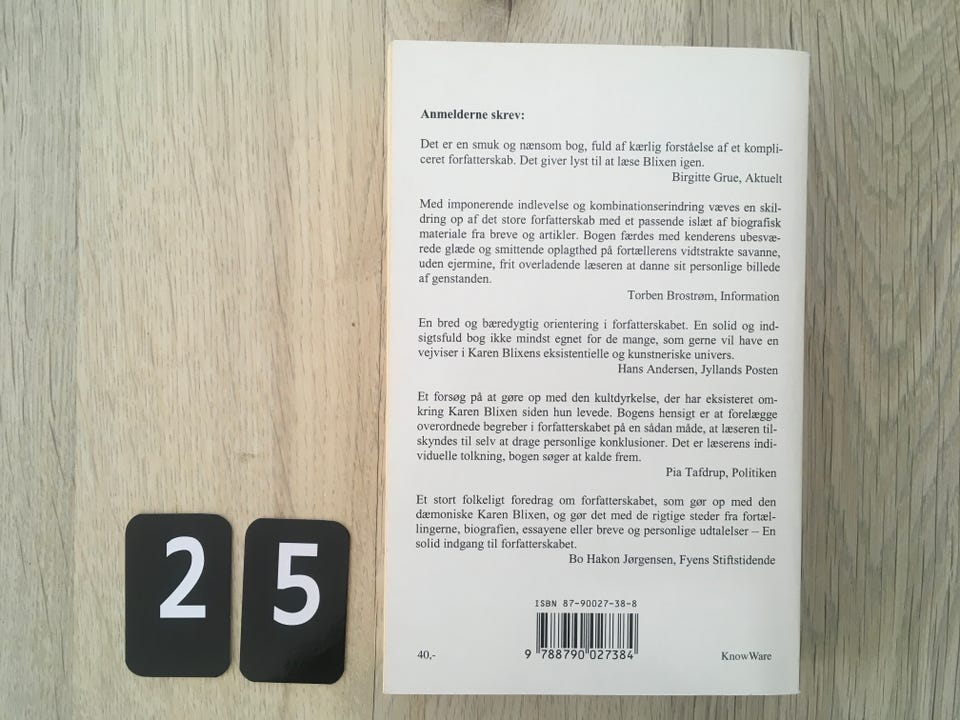 Anmelderne skrev:
Det er en smuk og nænsom bog, fuld af kærlig forståelse af et kompli-
ceret forfatterskab. Det giver lyst til at læse Blixen igen.
Birgitte Grue, Aktuelt
Med imponerende indlevelse og kombinationserindring væves en skil-
dring op af det store forfatterskab med et passende islæt af biografisk
materiale fra breve og artikler. Bogen færdes med kenderens ubesvæ-
rede glæde og smittende oplagthed på fortællerens vidtstrakte savanne,
uden ejermine, frit overladende læseren at danne sit personlige billede
af genstanden.
Torben Brostrøm, Information
En bred og bæredygtig orientering i forfatterskabet. En solid og ind-
sigtsfuld bog ikke mindst egnet for de mange, som gerne vil have en
vejviser i Karen Blixens eksistentielle og kunstneriske univers.
Hans Andersen, Jyllands Posten
Et forsøg på at gøre op med den kultdyrkelse, der har eksisteret om-
kring Karen Blixen siden hun levede. Bogens hensigt er at forelægge
overordnede begreber i forfatterskabet på en sådan måde, at læseren til-
skyndes til selv at drage personlige konklusioner. Det er læserens indi-
viduelle tolkning, bogen søger at kalde frem.
Pia Tafdrup, Politiken
Et stort folkeligt foredrag om forfatterskabet, som gør op med den
dæmoniske Karen Blixen, og gør det med de rigtige steder fra fortæl-
lingerne, biografien, essayene eller breve og personlige udtalelser – En
solid indgang til forfatterskabet.
Bo Hakon Jørgensen, Fyens Stiftstidende
ISBN 87-90027-38-8
9 788790 027384
40,-
KnowWare
2 5